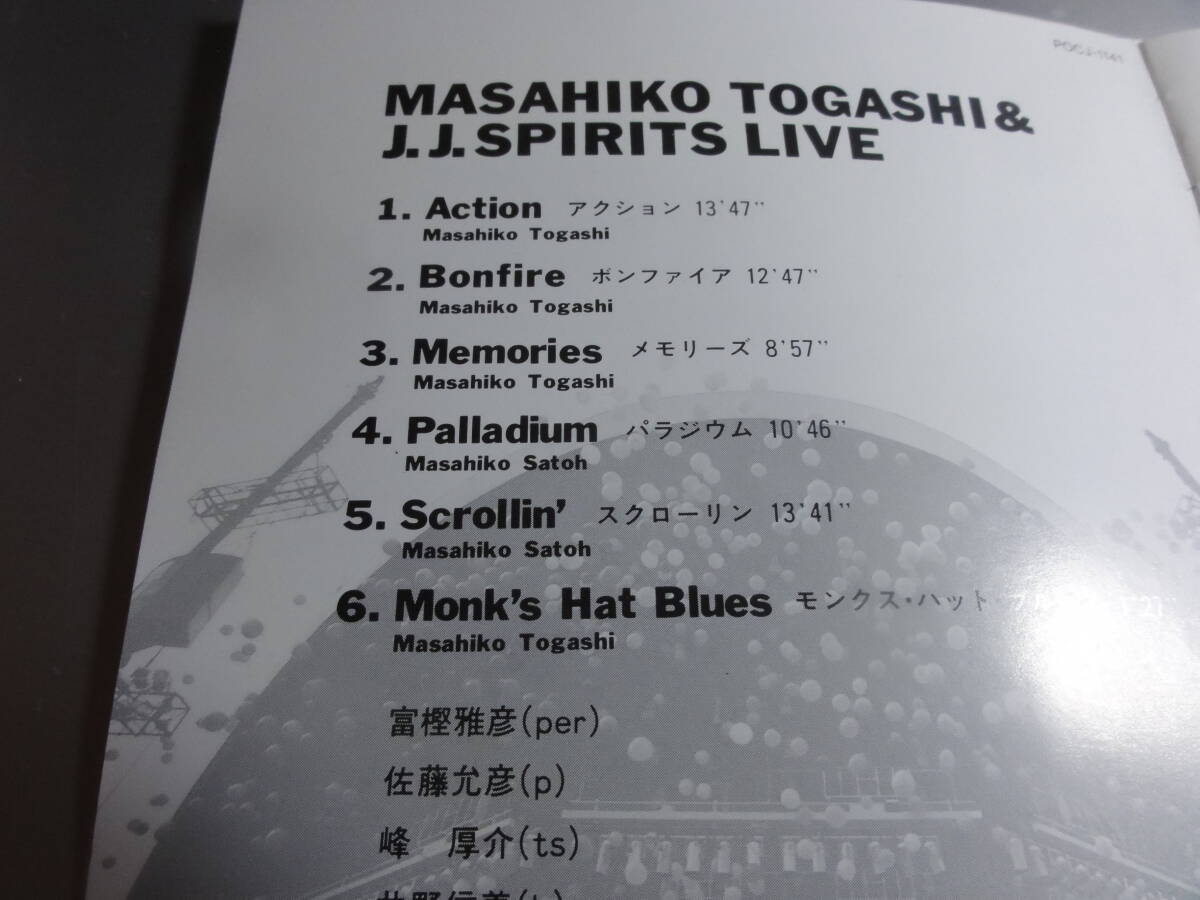 POCJ-1141
MASAHIKO TOGASHI &
J.J.SPIRITS LIVE
1. Action アクション 13'47"
Masahiko Togashi
2. Bonfire ボンファイア 12'47"
Masahiko Togashi
3. Memories メモリーズ 8'57"
Masahiko Togashi
4. Palladium パラジウム 10'46"
Masahiko Satoh
5. Scrollin' スクローリン 13'41"
Masahiko Satoh
6. Monk's Hat Blues モンクス・ハット
Masahiko Togashi
富樫雅彦(per)
佐藤允彦(p)
峰 厚介(ts)
井野信義(b)